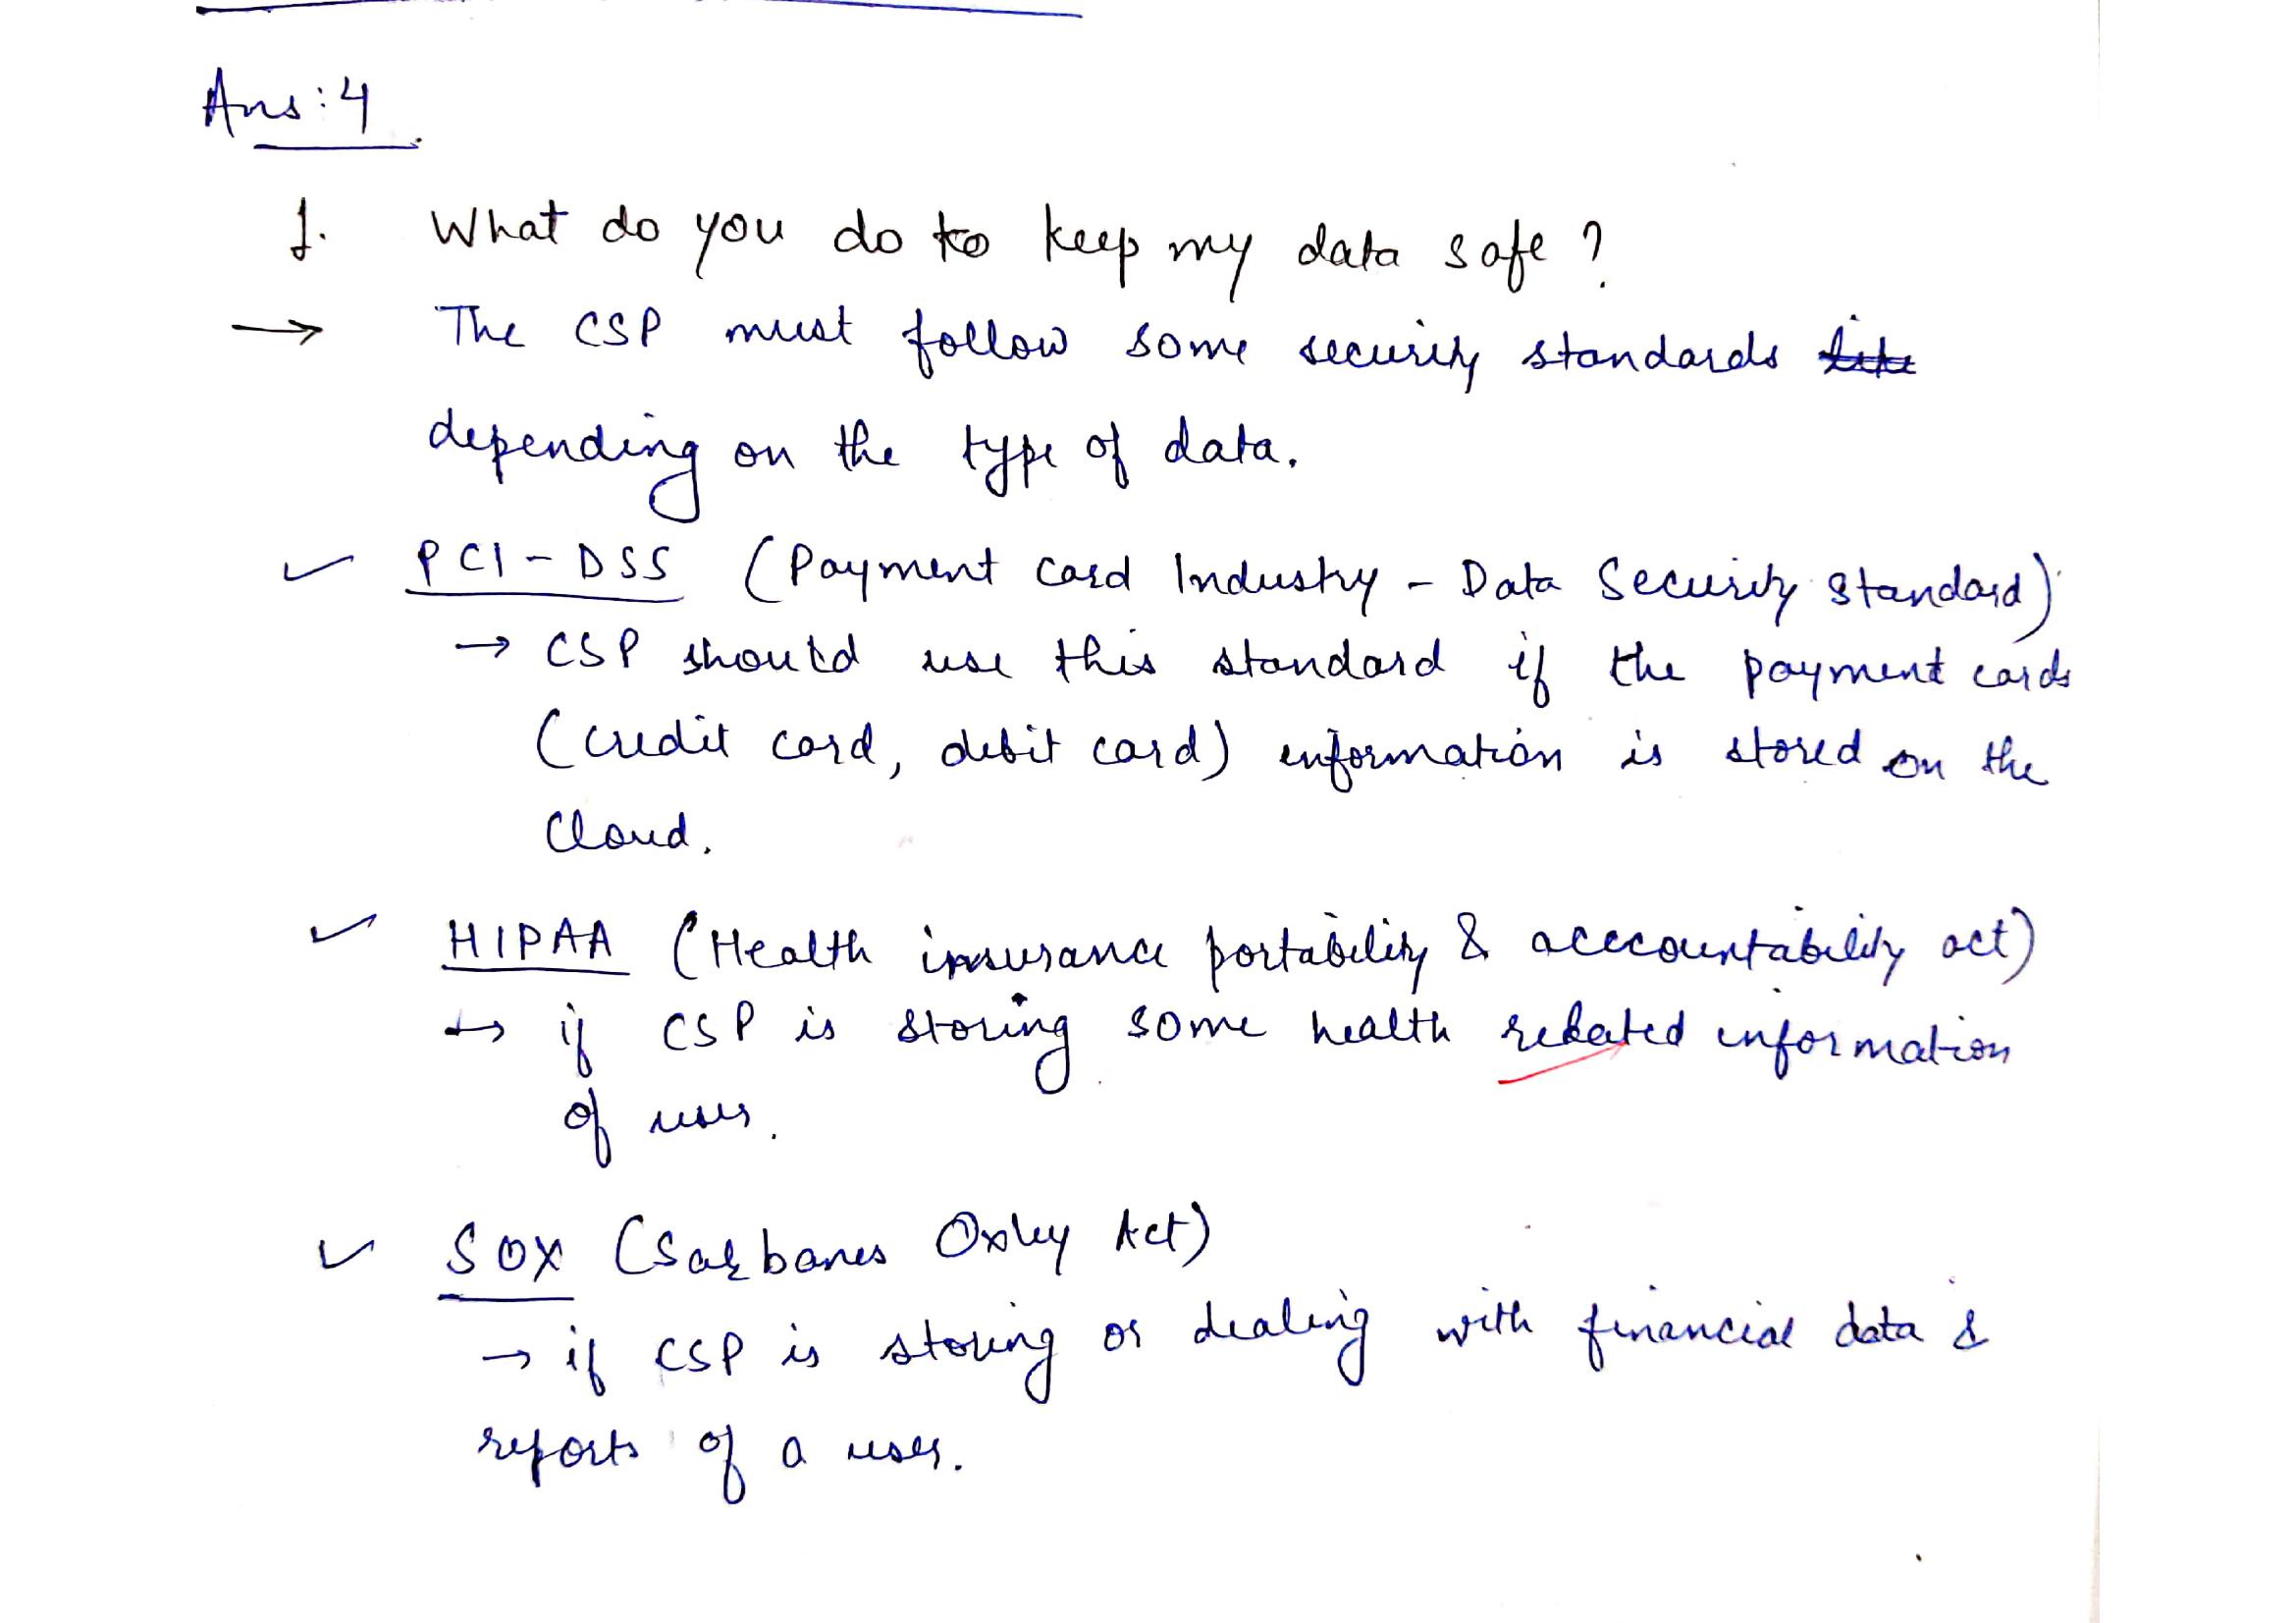 Ans:4
1. What do you do to keep my data safe?
→ The CSP must follow some security standards
depending on the type of data.
✓ PCI-DSS (Payment Card Industry - Data Security Standard)
→ CSP should use this standard if the payment cards
(credit card, debit card) information is stored on the
Cloud.
✓ HIPAA (Health insurance portability & acccountability act)
→ if CSP is storing some health related information
of user.
✓ SOX (Sarbanes Oxley Act)
→ if CSP is storing or dealing with financial data &
reports of a user.